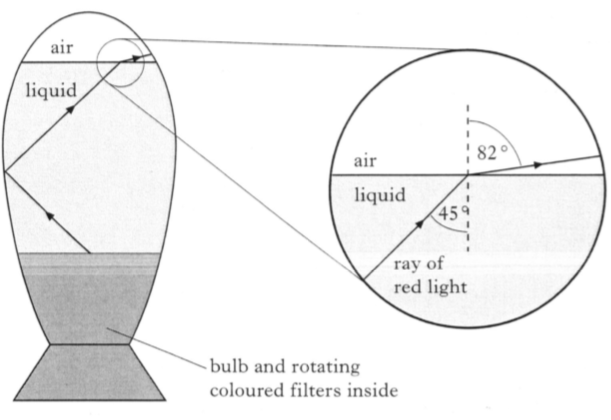 air
liquid
air
82°
liquid
45°
ray of
red light
bulb and rotating
coloured filters inside